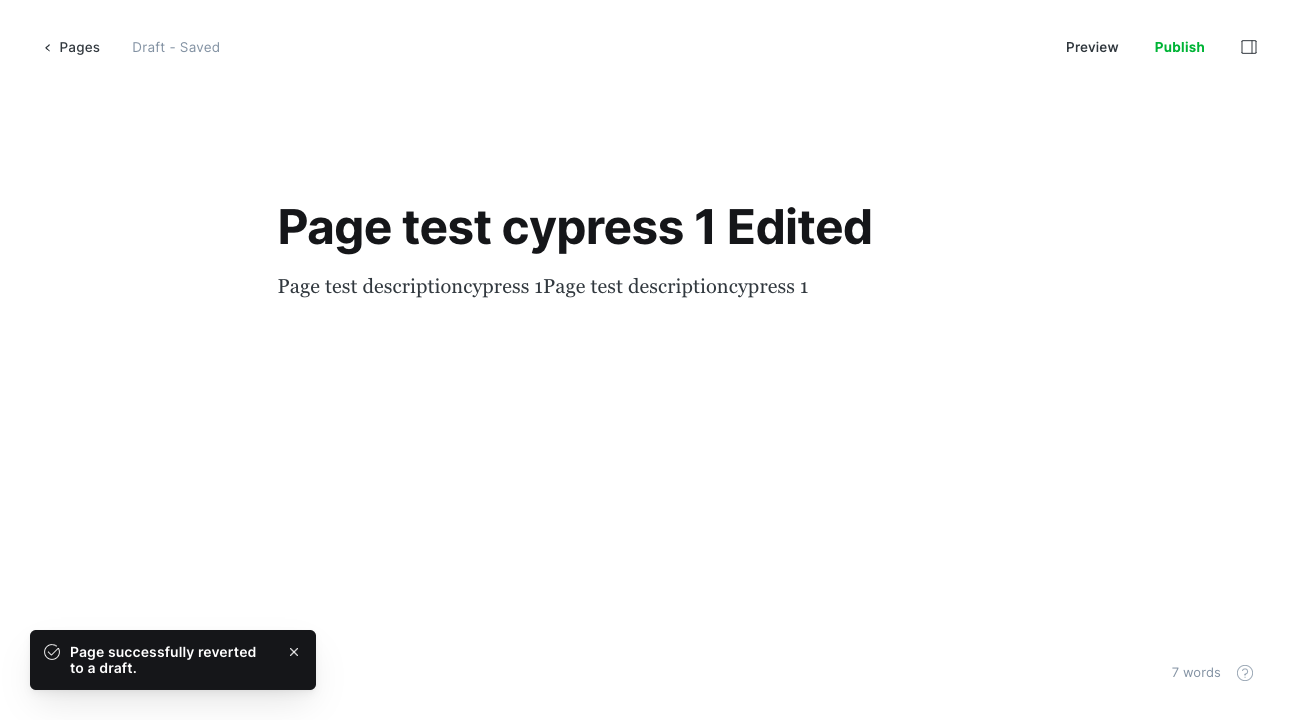 Pages
Draft - Saved
Preview
Publish
Page test cypress 1 Edited
Page test descriptioncypress 1Page test descriptioncypress 1
Page successfully reverted
to a draft.
7 words